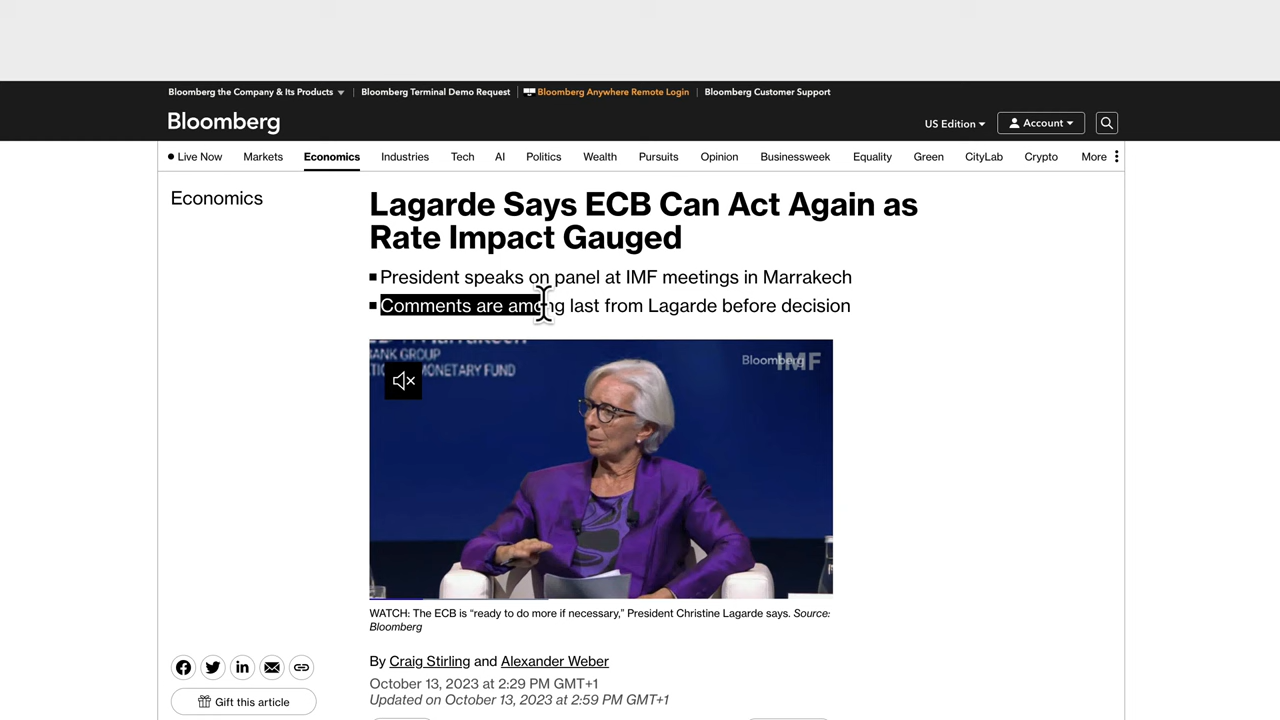 Bloomberg the Company & Its Products
Bloomberg Terminal Demo Request
Bloomberg Anywhere Remote Login
Bloomberg Customer Support
Bloomberg
US Edition
Account
Live Now
Markets
Economics
Industries
Tech
AI
Politics
Wealth
Pursuits
Opinion
Businessweek
Equality
Green
CityLab
Crypto
More
Economics
Lagarde Says ECB Can Act Again as
Rate Impact Gauged
President speaks on panel at IMF meetings in Marrakech
Comments are among last from Lagarde before decision
BANK GROUP
MONETARY FUND
Bloomberg
IMF
WATCH: The ECB is “ready to do more if necessary,” President Christine Lagarde says. Source:
Bloomberg
By Craig Stirling and Alexander Weber
October 13, 2023 at 2:29 PM GMT+1
Updated on October 13, 2023 at 2:59 PM GMT+1
Gift this article